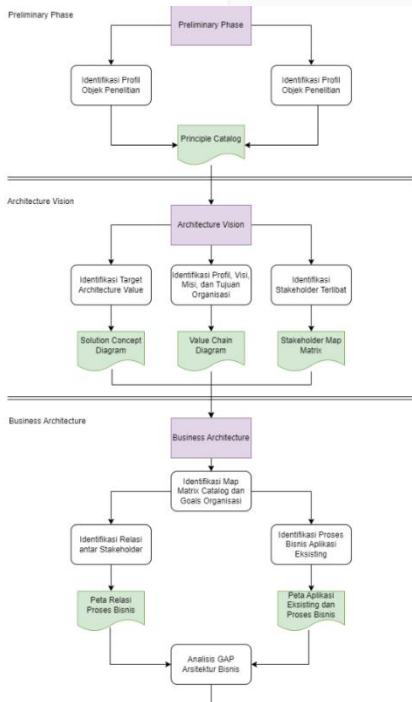 Preliminary Phase
Preliminary Phase
Identifikasi Profil
Objek Penelitian
Identifikasi Profil
Objek Penelitian
Principle Catalog
Architecture Vision
Architecture Vision
Identifikasi Target
Architecture Value
Identifikasi Profil, Visi,
Misi, dan Tujuan
Organisasi
Identifikasi
Stakeholder Terlibat
Solution Concept
Diagram
Value Chain
Diagram
Stakeholder Map
Matrix
Business Architecture
Business Architecture
Identifikasi Map
Matrix Catalog dan
Goals Organisasi
Identifikasi Relasi
antar Stakeholder
Identifikasi Proses
Bisnis Aplikasi
Eksisting
Peta Relasi
Proses Bisnis
Peta Aplikasi
Eksisting dan
Proses Bisnis
Analisis GAP
Arsitektur Bisnis